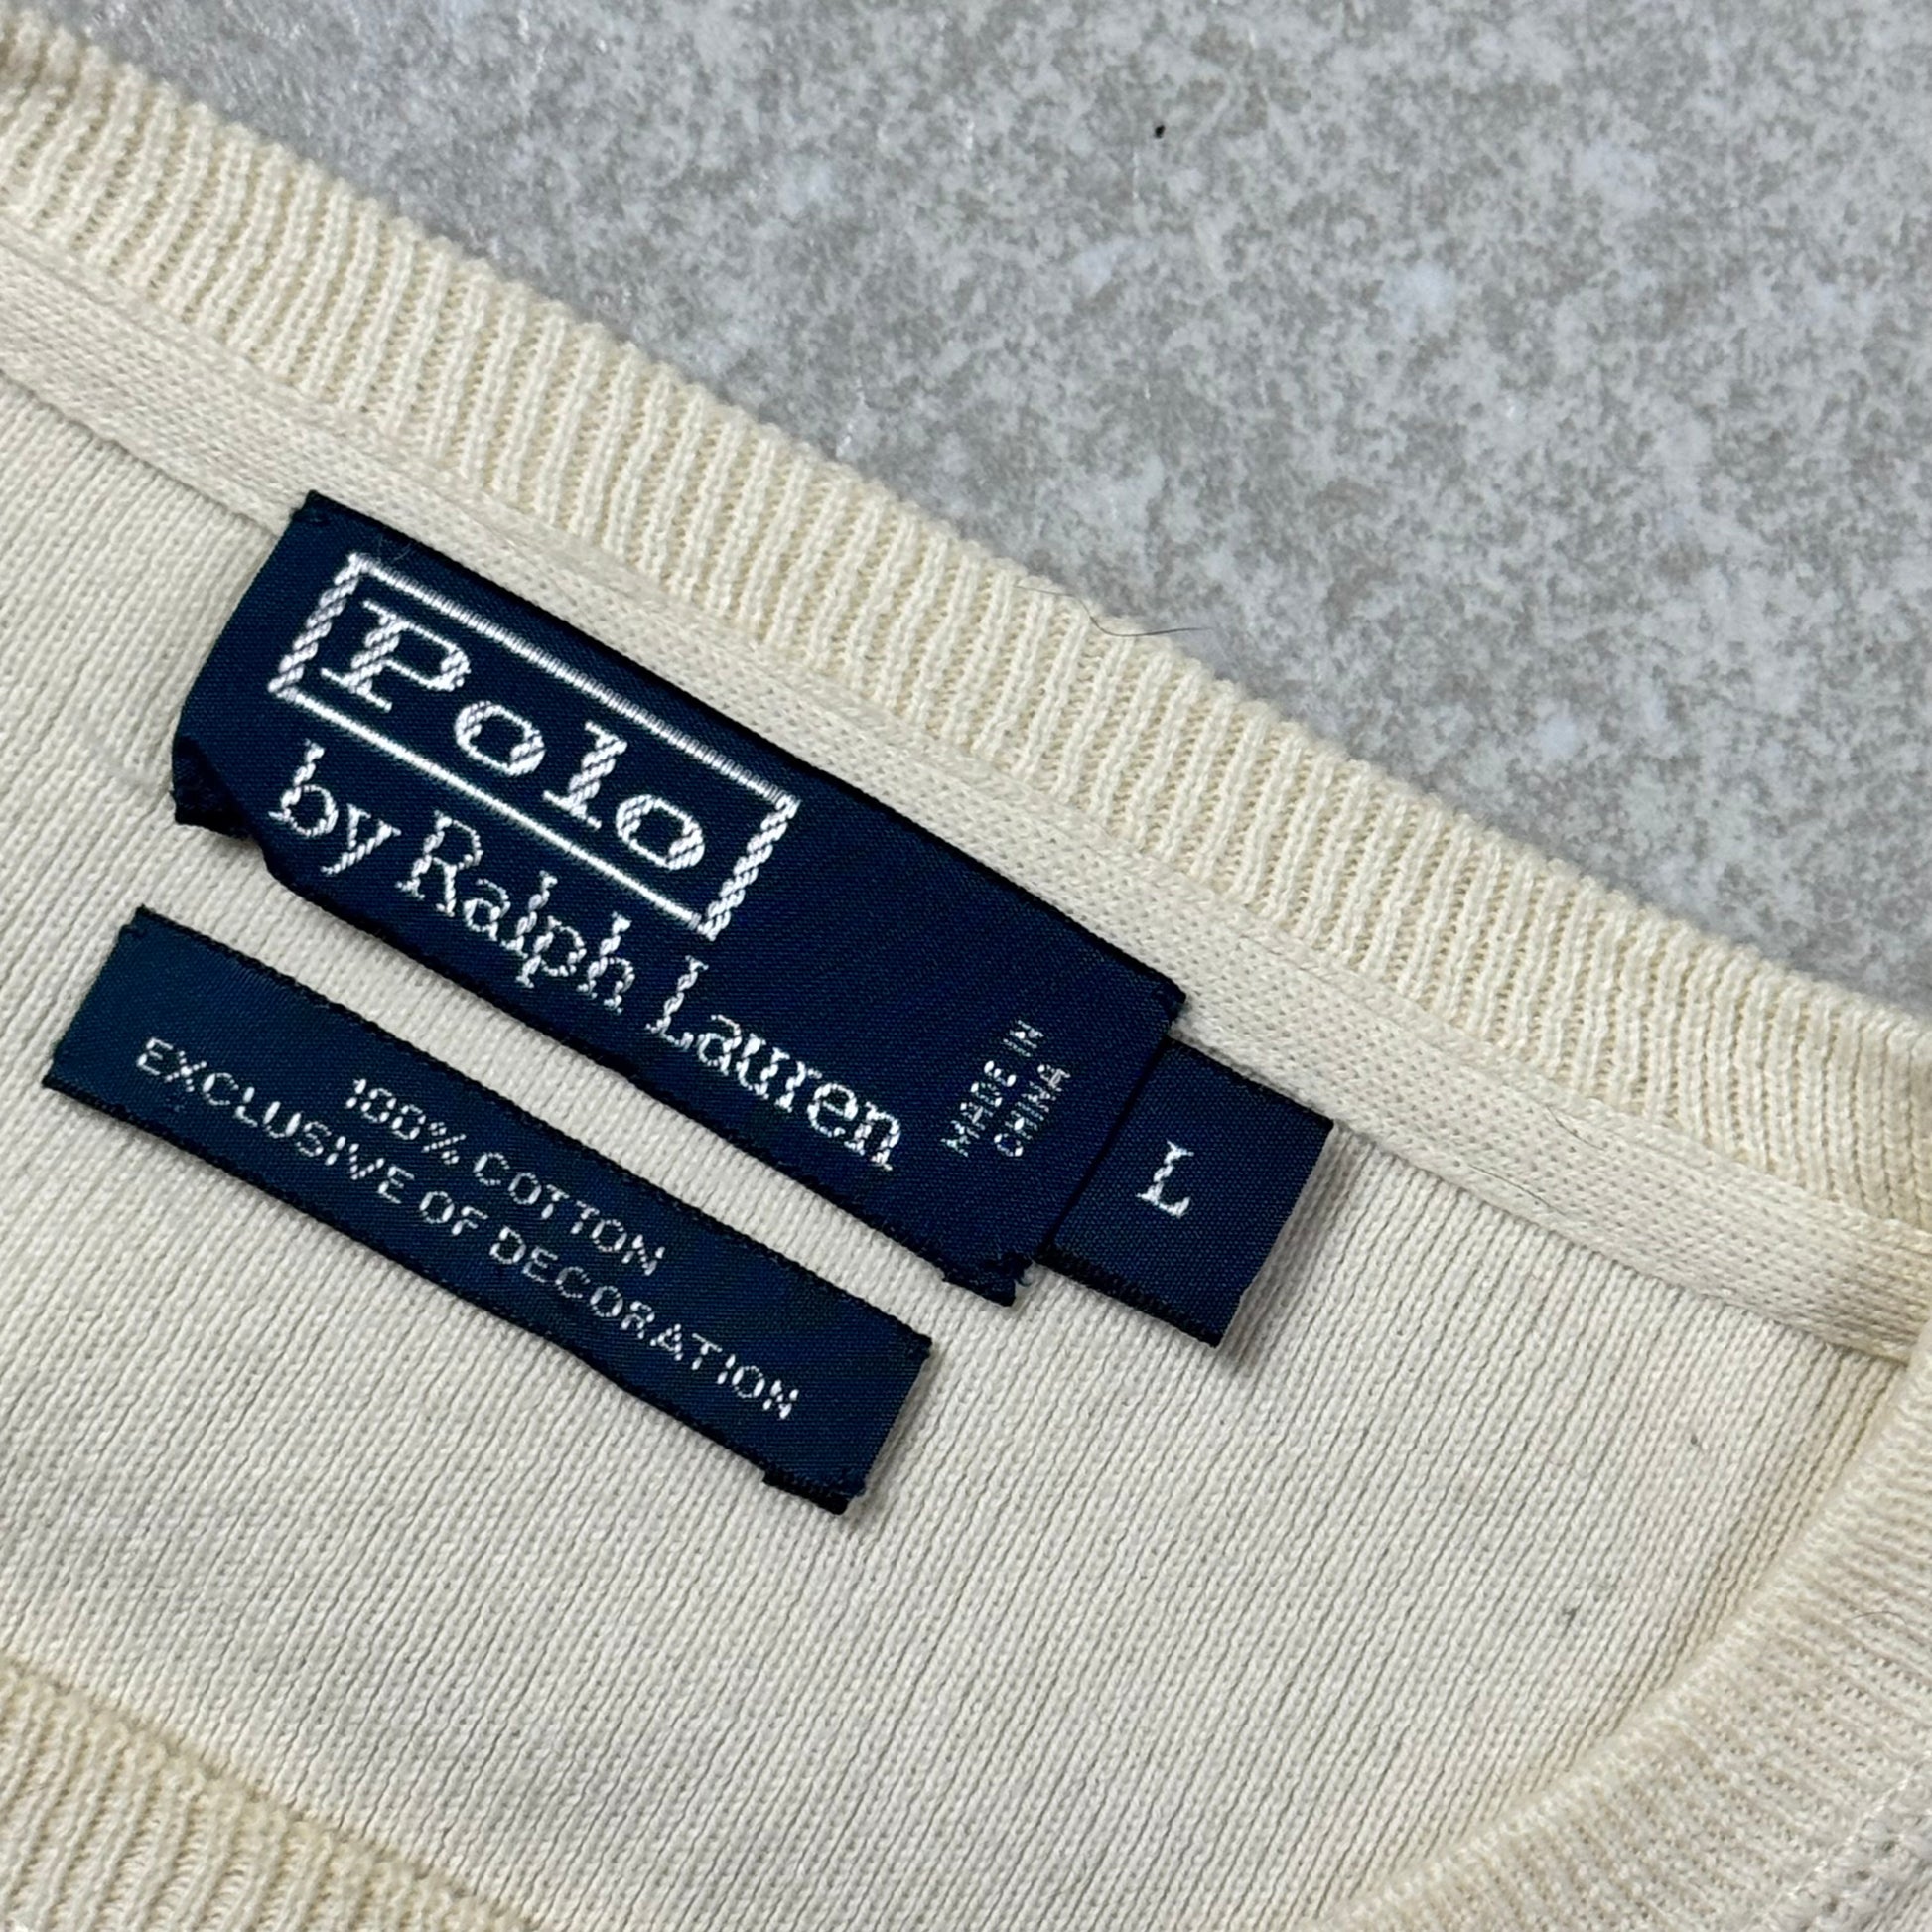 Polo
by Ralph Lauren
MADE IN
CHINA
L
100% COTTON
EXCLUSIVE OF DECORATION